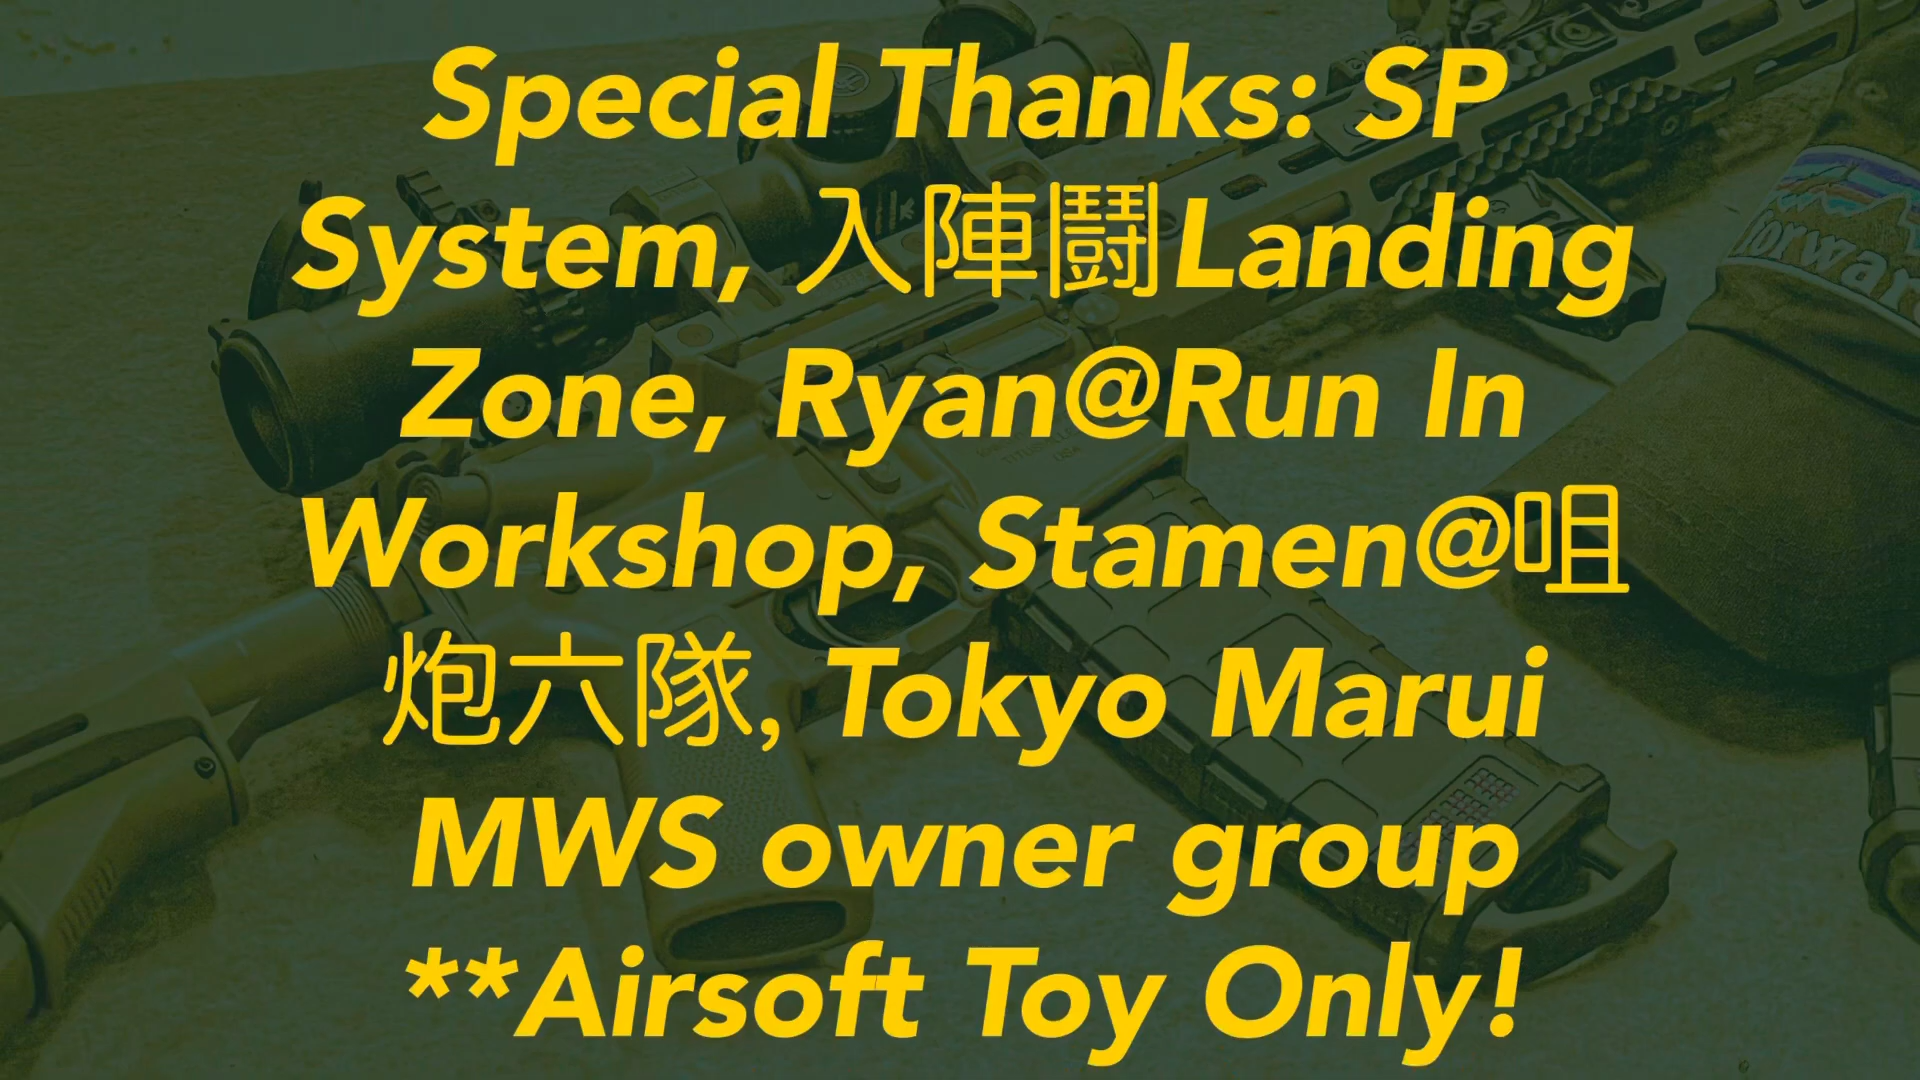 Special Thanks: SP
System, 入陣鬪Landing
Zone, Ryan@Run In
Workshop, Stamen@咀
炮六隊, Tokyo Marui
MWS owner group
**Airsoft Toy Only!